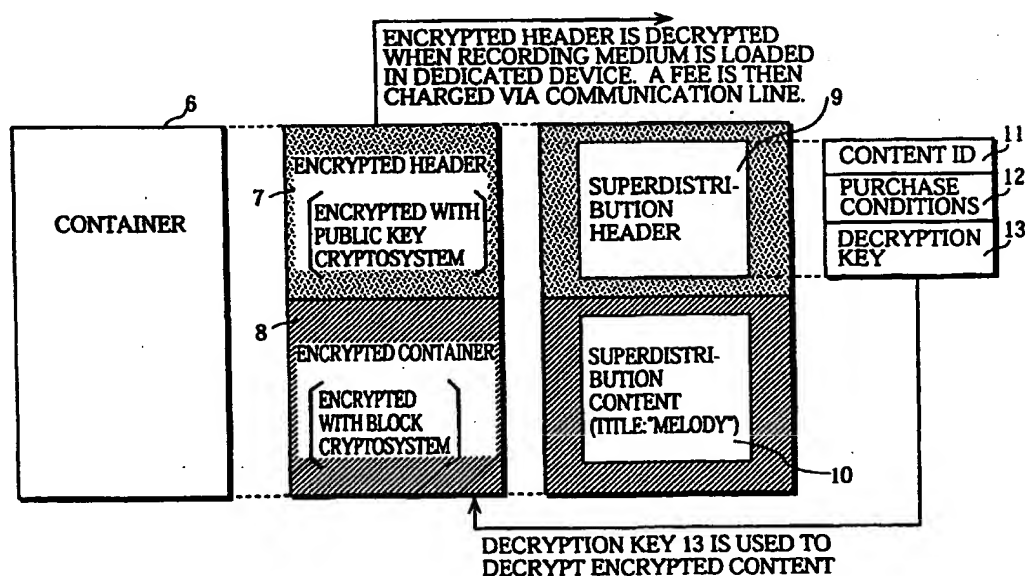 ENCRYPTED HEADER IS DECRYPTED
WHEN RECORDING MEDIUM IS LOADED
IN DEDICATED DEVICE. A FEE IS THEN
CHARGED VIA COMMUNICATION LINE.
6
CONTAINER
7
ENCRYPTED HEADER
ENCRYPTED WITH
PUBLIC KEY
CRYPTOSYSTEM
8
ENCRYPTED CONTAINER
ENCRYPTED
WITH BLOCK
CRYPTOSYSTEM
9
SUPERDISTRI-
BUTION
HEADER
SUPERDISTRI-
BUTION
CONTENT
(TITLE:"MELODY")
10
CONTENT ID
11
PURCHASE
CONDITIONS
12
DECRYPTION
KEY
13
DECRYPTION KEY 13 IS USED TO
DECRYPT ENCRYPTED CONTENT